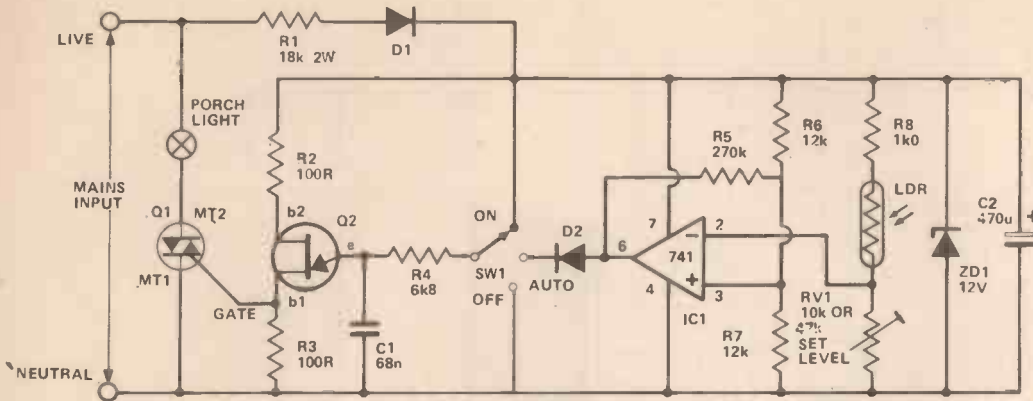 LIVE
R1
18k 2W
D1
PORCH
LIGHT
MAINS
INPUT
R2
100R
b2
Q2
Q1
MT2
MT1
e
b1
GATE
R3
100R
R4
6k8
C1
68n
ON
SW1
AUTO
OFF
D2
R5
270k
R6
12k
7
6
741
2
3
4
IC1
R7
12k
R8
1k0
LDR
RV1
10k OR
47k
SET
LEVEL
ZD1
12V
C2
470u
+
NEUTRAL